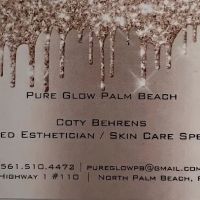 Pure Glow Palm Beach
Coty Behrens
ed Esthetician / Skin Care Spe
561.510.4472 | pureglowpb@gmail.com
Highway 1 #110 | North Palm Beach,